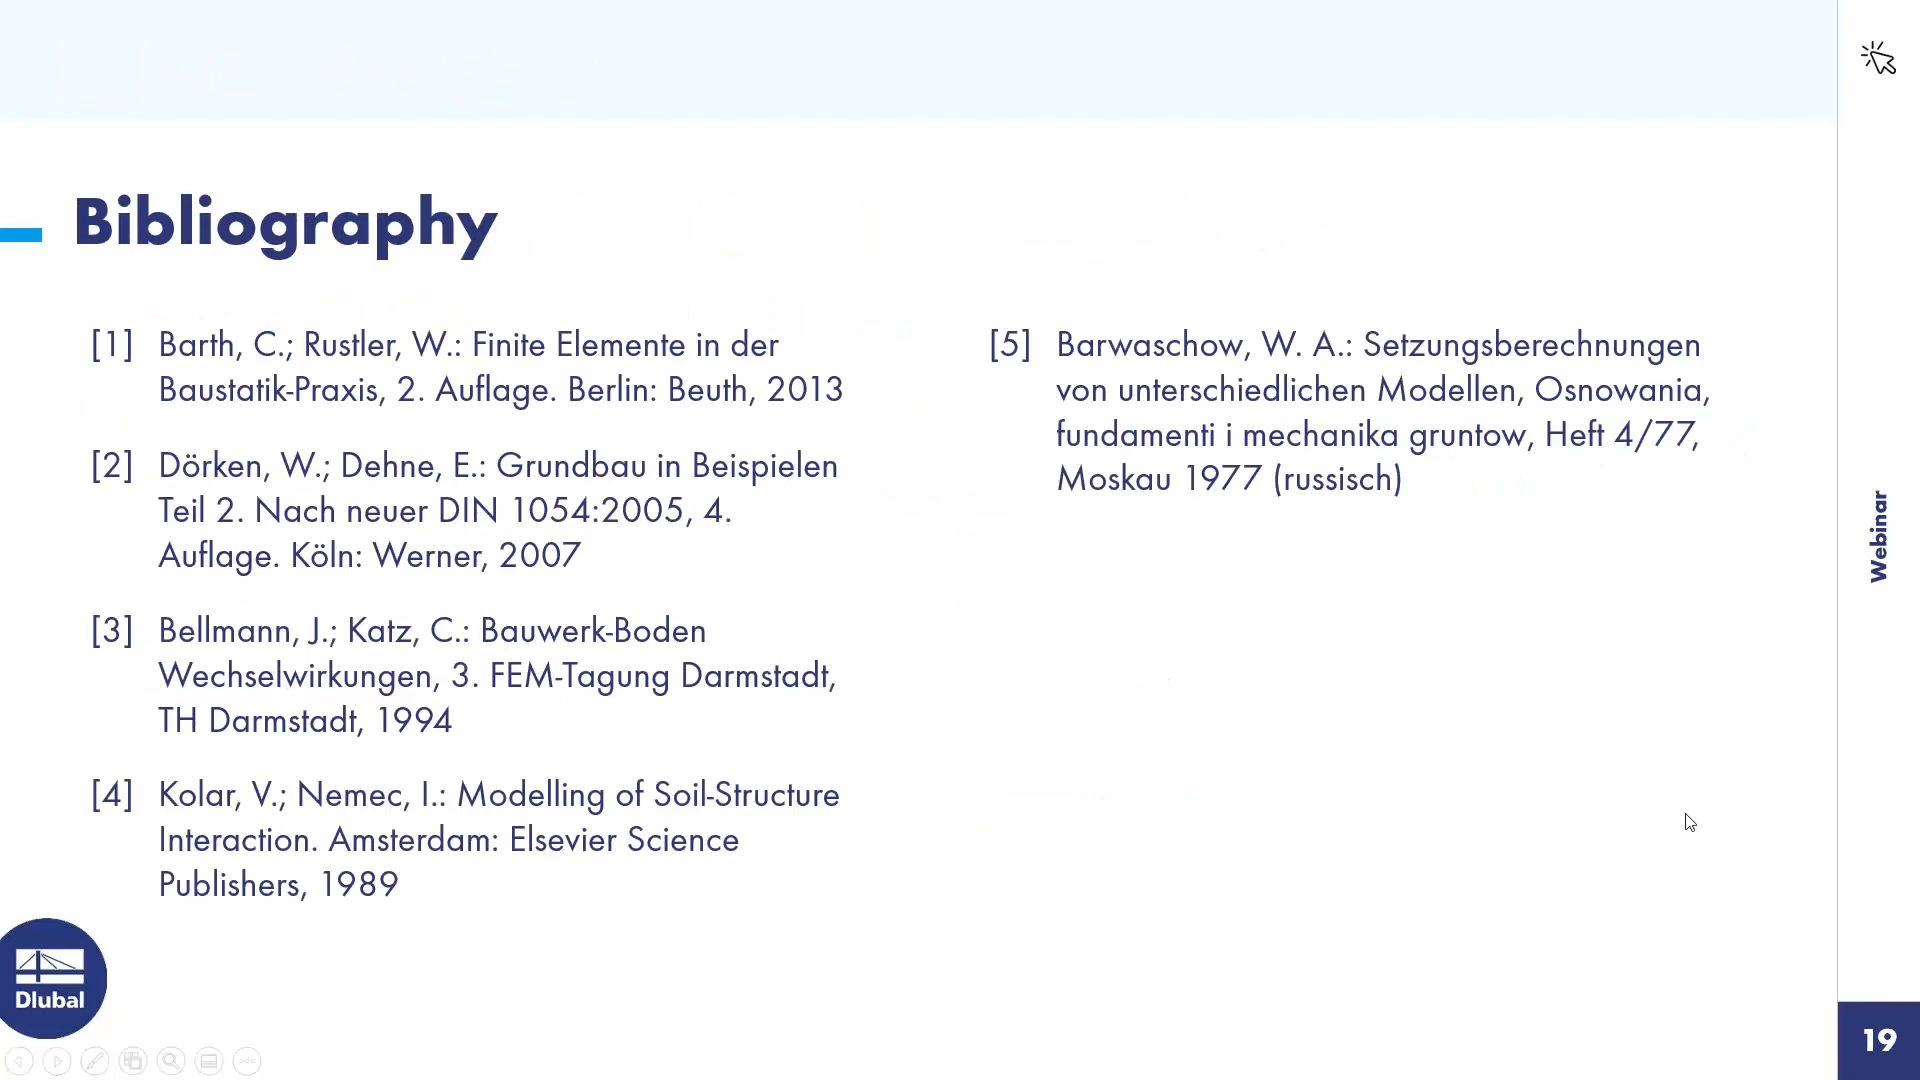 Bibliography
[1] Barth, C.; Rustler, W.: Finite Elemente in der
Baustatik-Praxis, 2. Auflage. Berlin: Beuth, 2013
[2] Dörken, W.; Dehne, E.: Grundbau in Beispielen
Teil 2. Nach neuer DIN 1054:2005, 4.
Auflage. Köln: Werner, 2007
[3] Bellmann, J.; Katz, C.: Bauwerk-Boden
Wechselwirkungen, 3. FEM-Tagung Darmstadt,
TH Darmstadt, 1994
[4] Kolar, V.; Nemec, I.: Modelling of Soil-Structure
Interaction. Amsterdam: Elsevier Science
Publishers, 1989
[5] Barwaschow, W. A.: Setzungsberechnungen
von unterschiedlichen Modellen, Osnowania,
fundamenti i mechanika gruntow, Heft 4/77,
Moskau 1977 (russisch)
Webinar
Dlubal
19